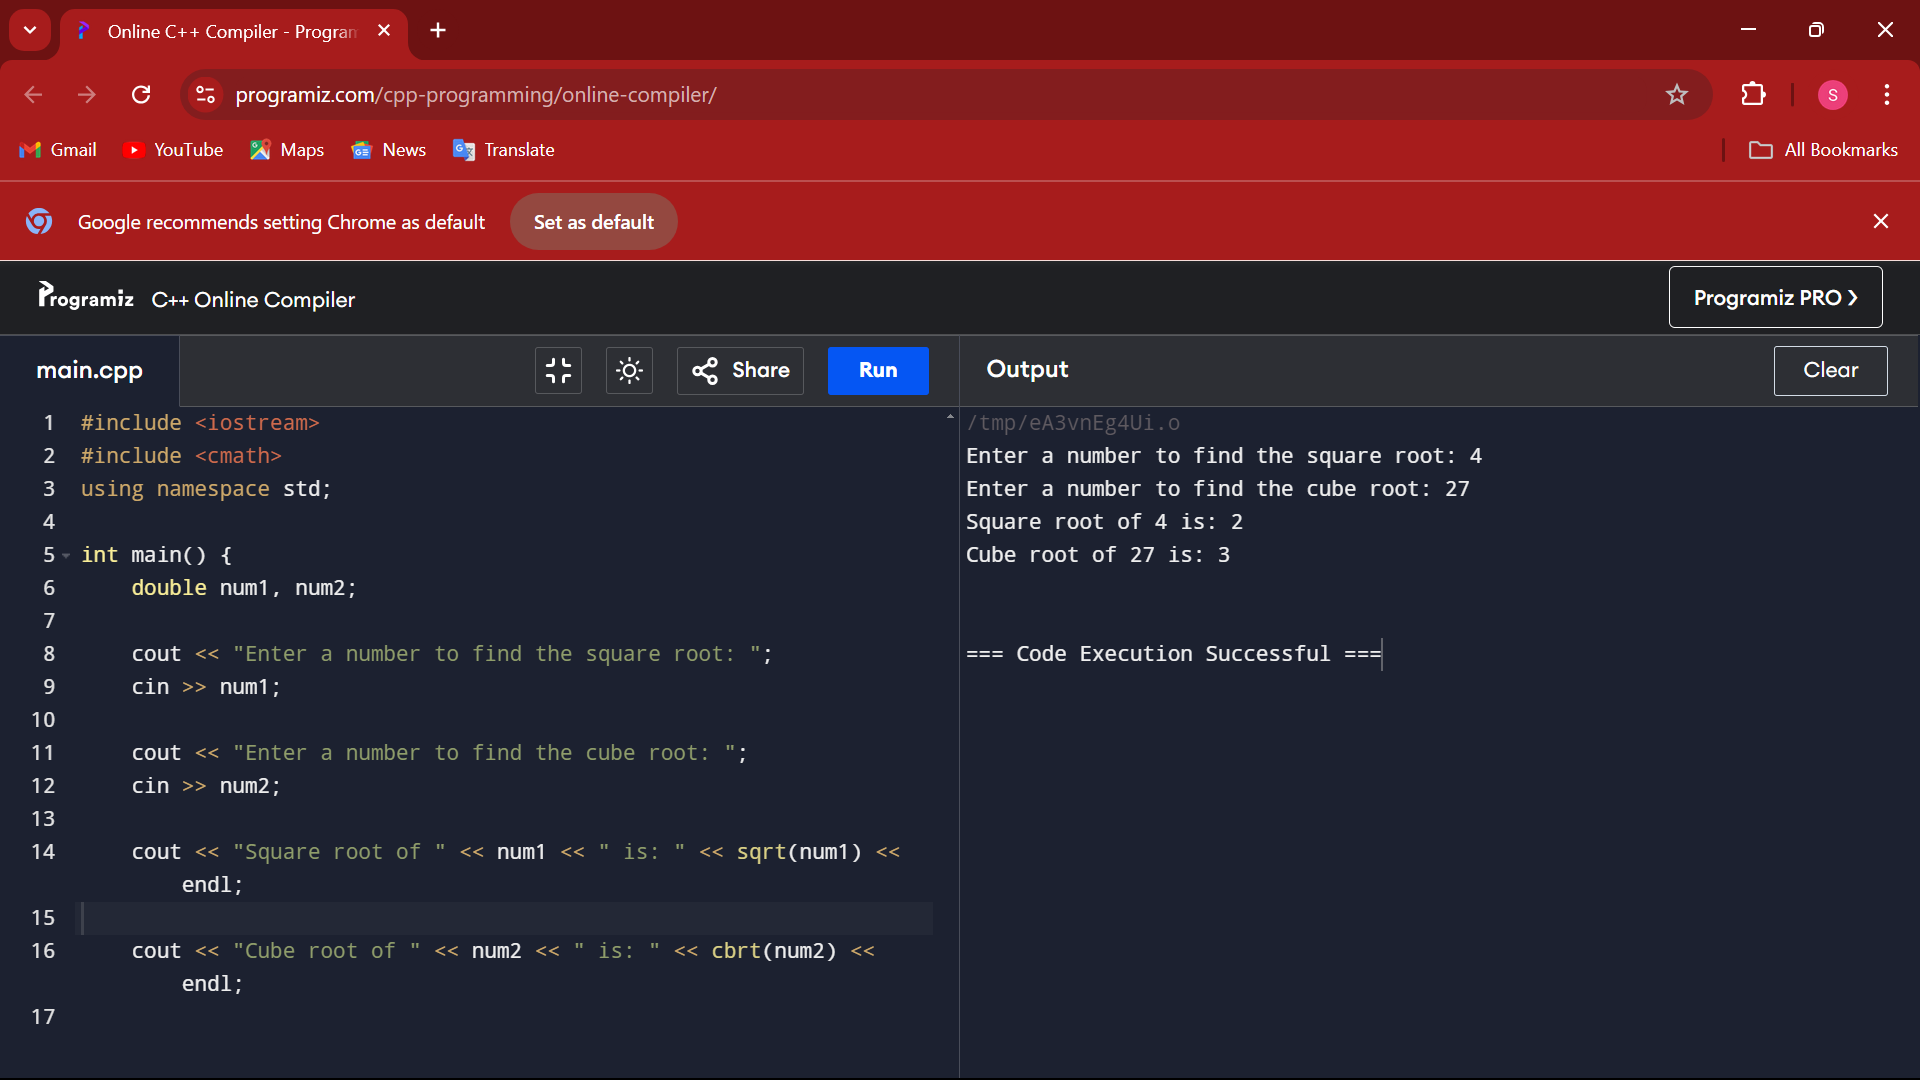 Online C++ Compiler - Program
programiz.com/cpp-programming/online-compiler/
S
Gmail
YouTube
Maps
News
Translate
All Bookmarks
Google recommends setting Chrome as default
Set as default
Programiz C++ Online Compiler
Programiz PRO ❯
main.cpp
Share
Run
Output
Clear
1 #include <iostream>
2 #include <cmath>
3 using namespace std;
4
5 int main() {
6 double num1, num2;
7
8 cout << "Enter a number to find the square root: ";
9 cin >> num1;
10
11 cout << "Enter a number to find the cube root: ";
12 cin >> num2;
13
14 cout << "Square root of " << num1 << " is: " << sqrt(num1) <<
endl;
15
16 cout << "Cube root of " << num2 << " is: " << cbrt(num2) <<
endl;
17
/tmp/eA3vnEg4Ui.o
Enter a number to find the square root: 4
Enter a number to find the cube root: 27
Square root of 4 is: 2
Cube root of 27 is: 3
=== Code Execution Successful ===